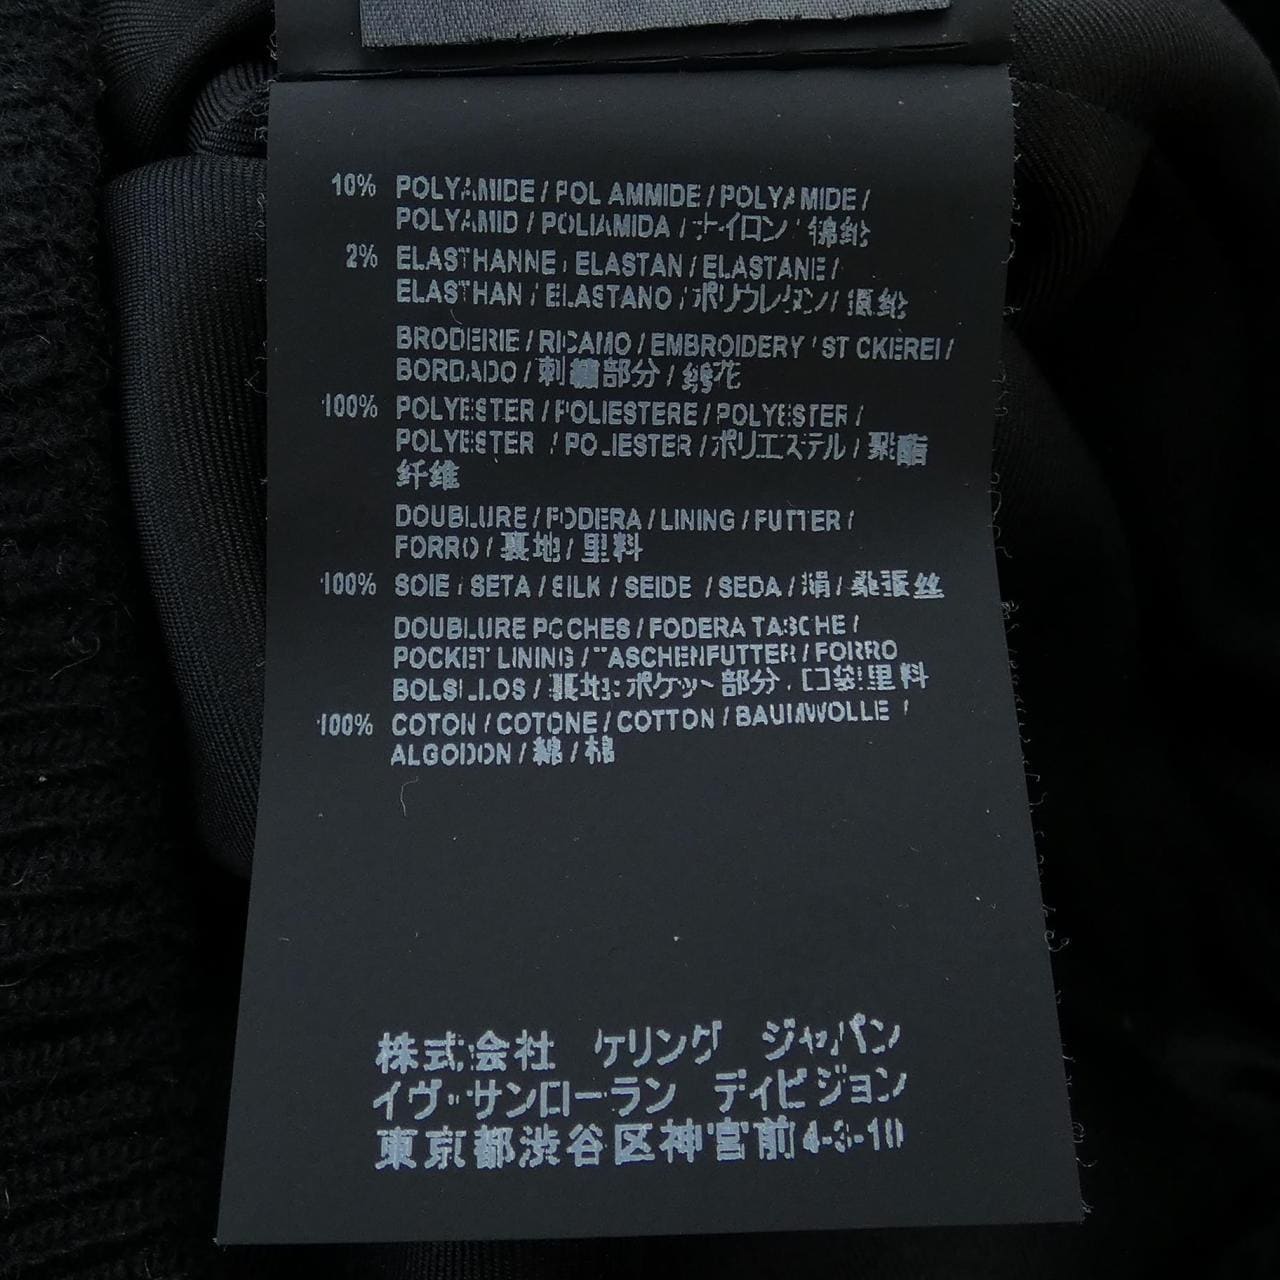 10% POLYAMIDE / POLIAMMIDE / POLYAMIDE /
POLYAMID / POLIAMIDA / ナイロン / 锦纶
2% ELASTHANNE / ELASTAN / ELASTANE /
ELASTHAN / ELASTANO / ポリウレタン / 氨纶
BRODERIE / RICAMO / EMBROIDERY / STICKEREI /
BORDADO / 刺繍部分 / 绣花
100% POLYESTER / POLIESTERE / POLYESTER /
POLYESTER / POLIESTER / ポリエステル / 聚酯
纤维
DOUBLURE / FODERA / LINING / FUTTER /
FORRO / 裏地 / 里料
100% SOIE / SETA / SILK / SEIDE / SEDA / 絹 / 桑蚕丝
DOUBLURE POCHES / FODERA TASCHE /
POCKET LINING / TASCHENFUTTER / FORRO
BOLSILLOS / 裏地:ポケット部分 / 口袋里料
100% COTON / COTONE / COTTON / BAUMWOLLE /
ALGODON / 綿 / 棉
株式会社 ケリング ジャパン
イヴ・サンローラン ディビジョン
東京都渋谷区神宮前4-3-10